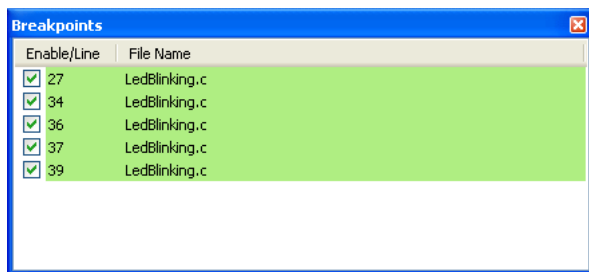 Breakpoints
Enable/Line File Name
27 LedBlinking.c
34 LedBlinking.c
36 LedBlinking.c
37 LedBlinking.c
39 LedBlinking.c